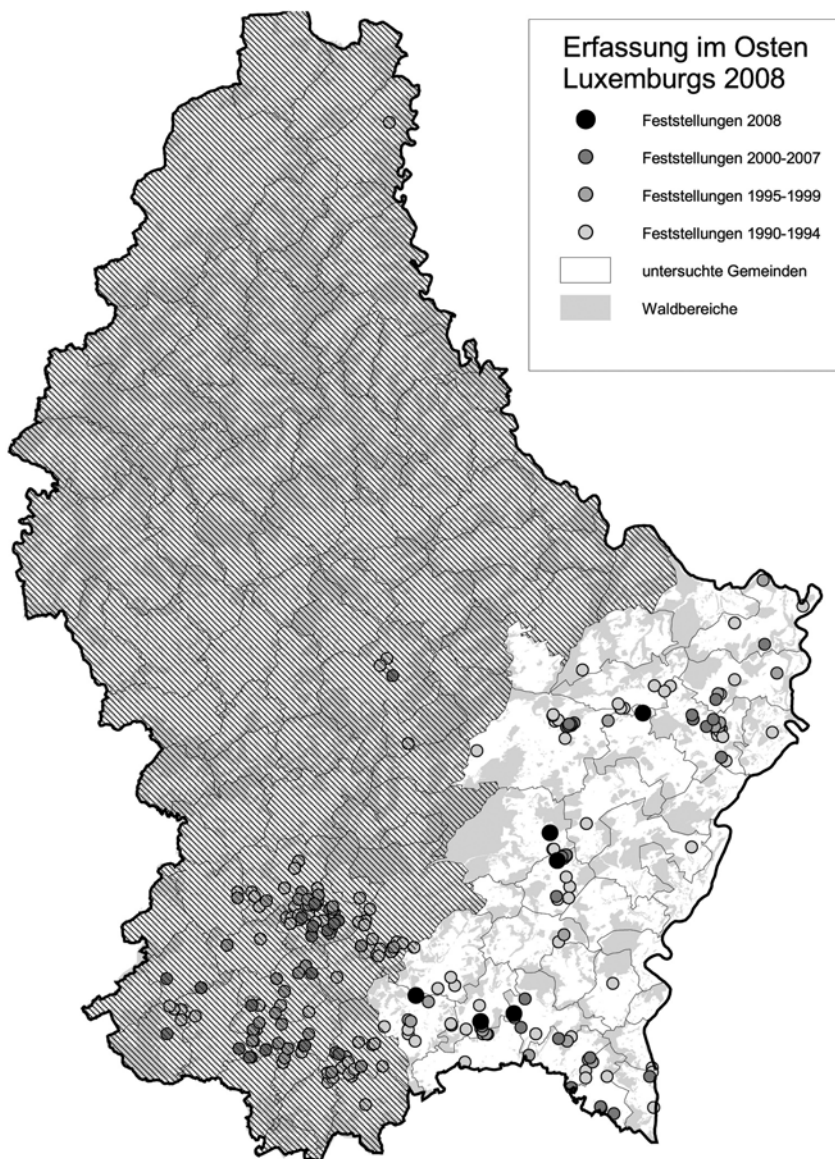 Erfassung im Osten
Luxemburgs 2008
Feststellungen 2008
Feststellungen 2000-2007
Feststellungen 1995-1999
Feststellungen 1990-1994
untersuchte Gemeinden
Waldbereiche